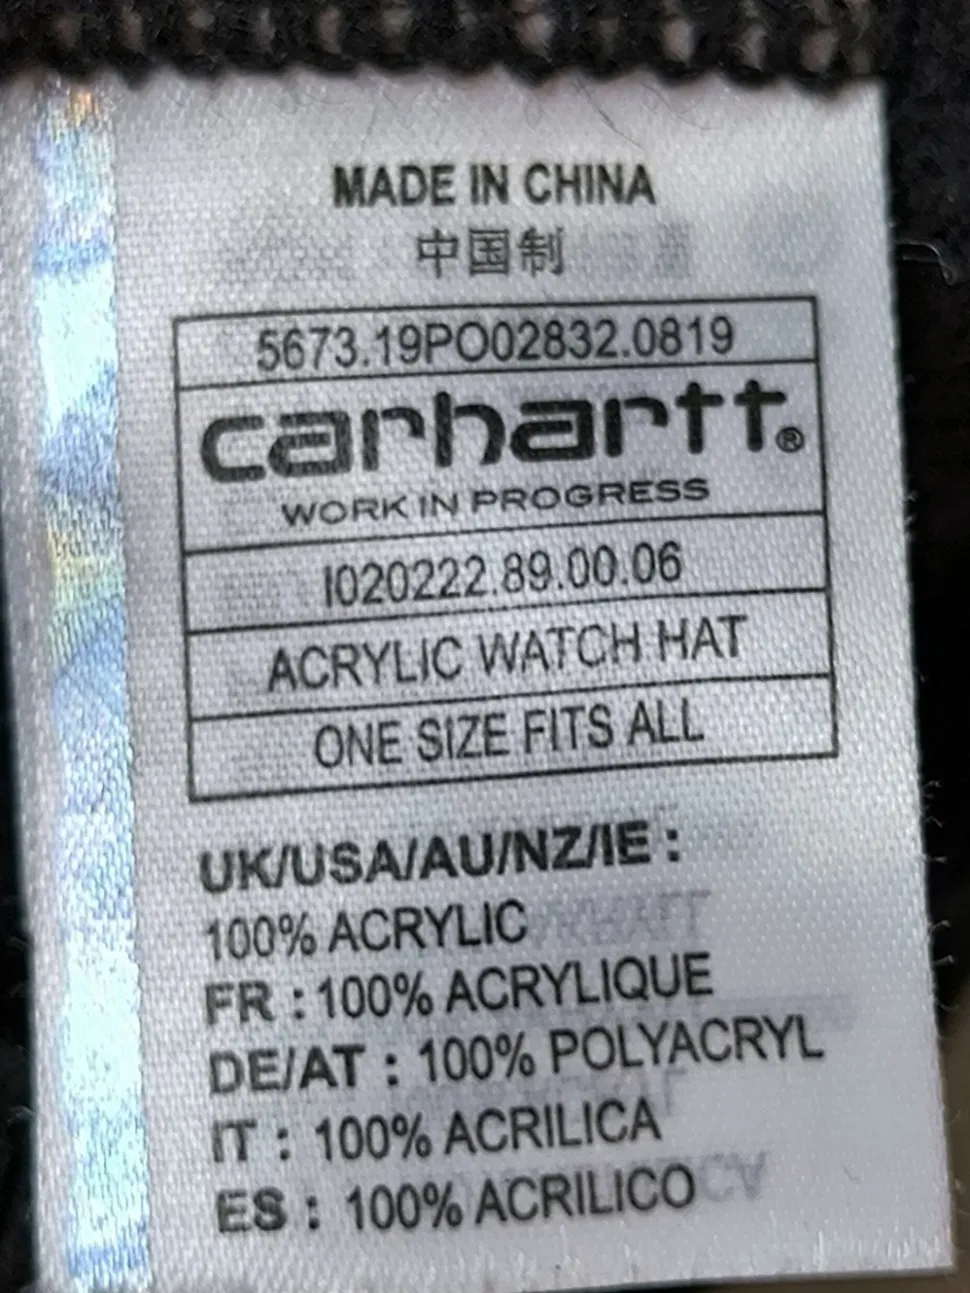 MADE IN CHINA
中国制
5673.19PO02832.0819
carhartt®
WORK IN PROGRESS
I020222.89.00.06
ACRYLIC WATCH HAT
ONE SIZE FITS ALL
UK/USA/AU/NZ/IE :
100% ACRYLIC
FR : 100% ACRYLIQUE
DE/AT : 100% POLYACRYL
IT : 100% ACRILICA
ES : 100% ACRILICO